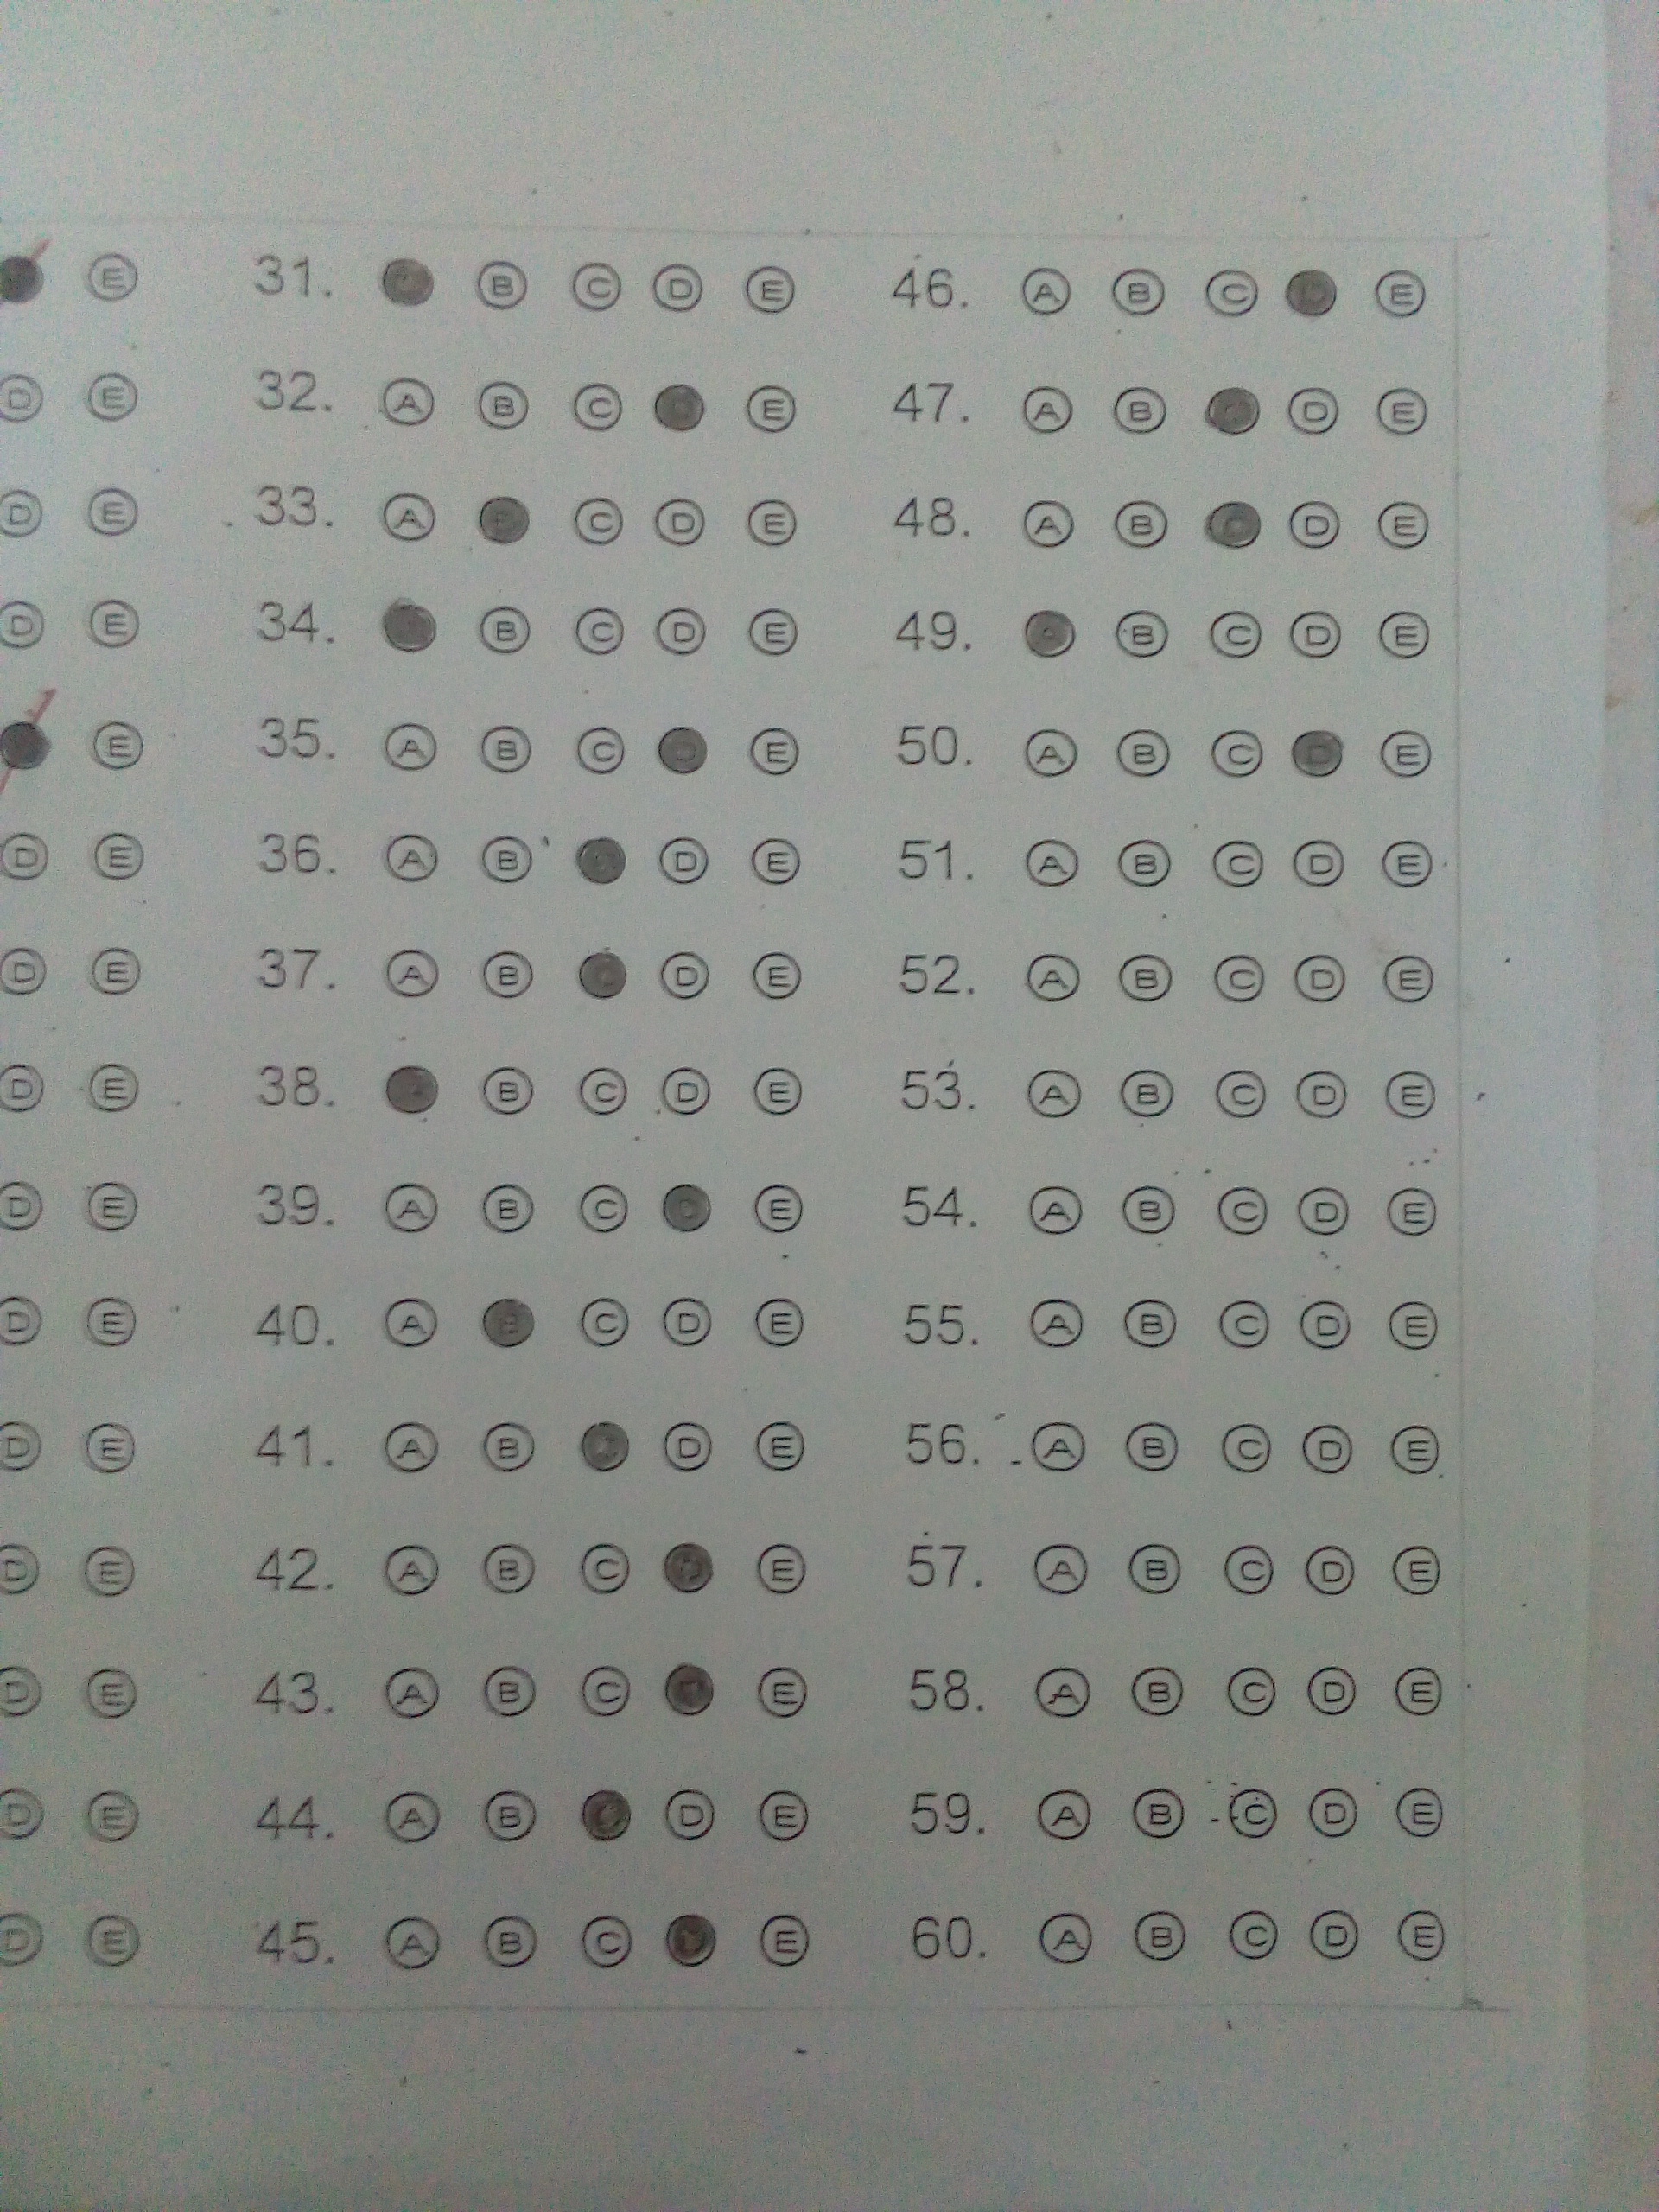 E 31. B C D E 46. A B C D E
D E 32. A B C E 47. A B D E
D E 33. A C D E 48. A B D E
D E 34. B C D E 49. B C D E
E 35. A B C E 50. A B C D E
D E 36. A B D E 51. A B C D E
D E 37. A B D E 52. A B C D E
D E 38. B C D E 53. A B C D E
D E 39. A B C D E 54. A B C D E
D E 40. A B C D E 55. A B C D E
D E 41. A B D E 56. A B C D E
D E 42. A B C E 57. A B C D E
D E 43. A B C E 58. A B C D E
D E 44. A B D E 59. A B C D E
D E 45. A B C E 60. A B C D E